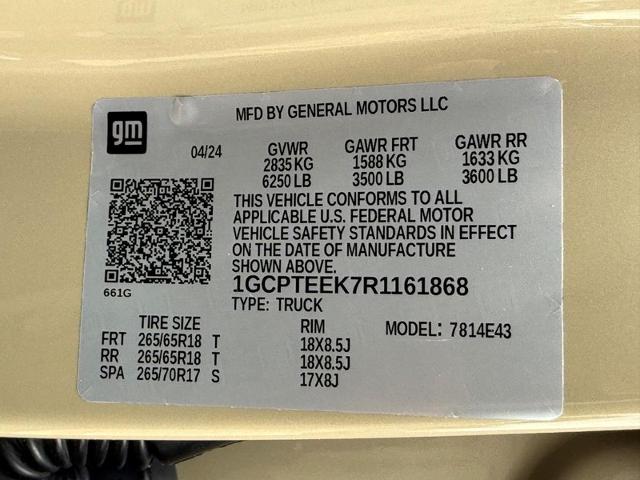 MFD BY GENERAL MOTORS LLC
gm
04/24 GVWR GAWR FRT GAWR RR
2835 KG 1588 KG 1633 KG
6250 LB 3500 LB 3600 LB
THIS VEHICLE CONFORMS TO ALL
APPLICABLE U.S. FEDERAL MOTOR
VEHICLE SAFETY STANDARDS IN EFFECT
ON THE DATE OF MANUFACTURE
SHOWN ABOVE.
661G
1GCPTEEK7R1161868
TYPE: TRUCK
TIRE SIZE RIM MODEL: 7814E43
FRT 265/65R18 T 18X8.5J
RR 265/65R18 T 18X8.5J
SPA 265/70R17 S 17X8J